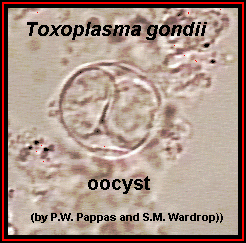 Toxoplasma gondii
oocyst
(by P.W. Pappas and S.M. Wardrop))